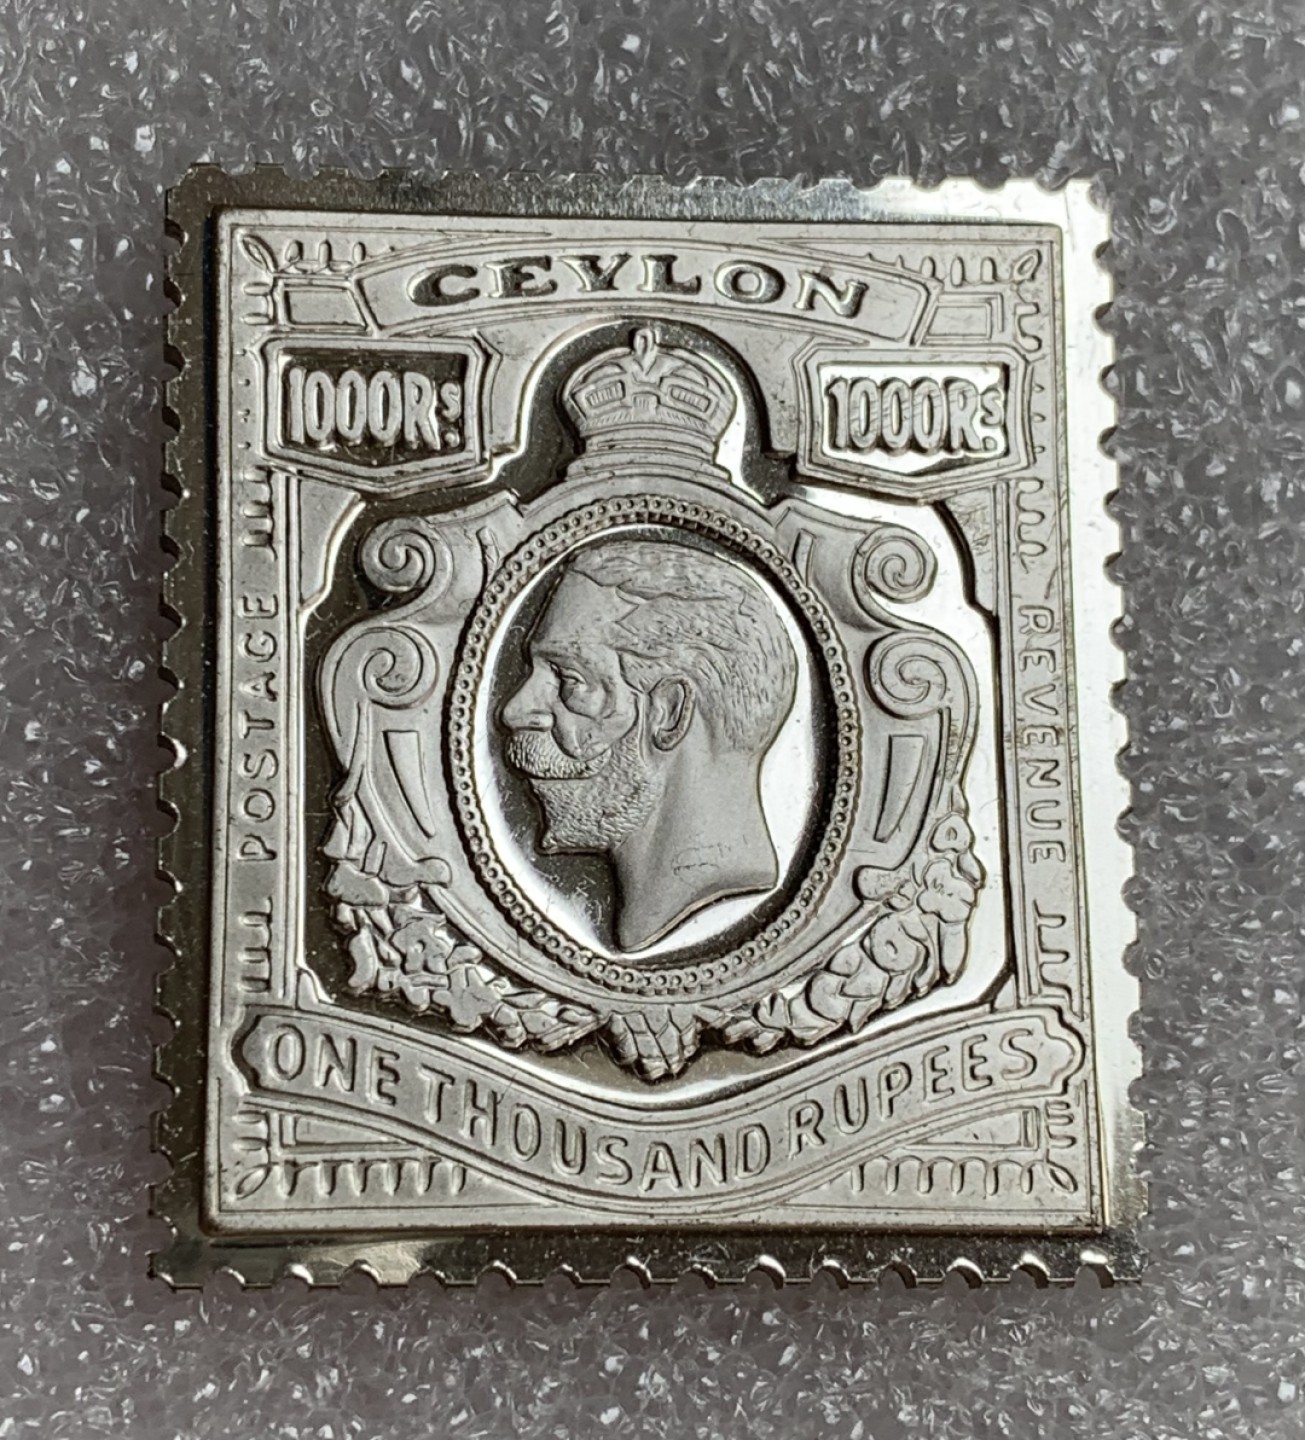 CEYLON
1000Rs.
1000Rs.
POSTAGE
REVENUE
ONE THOUSAND RUPEES